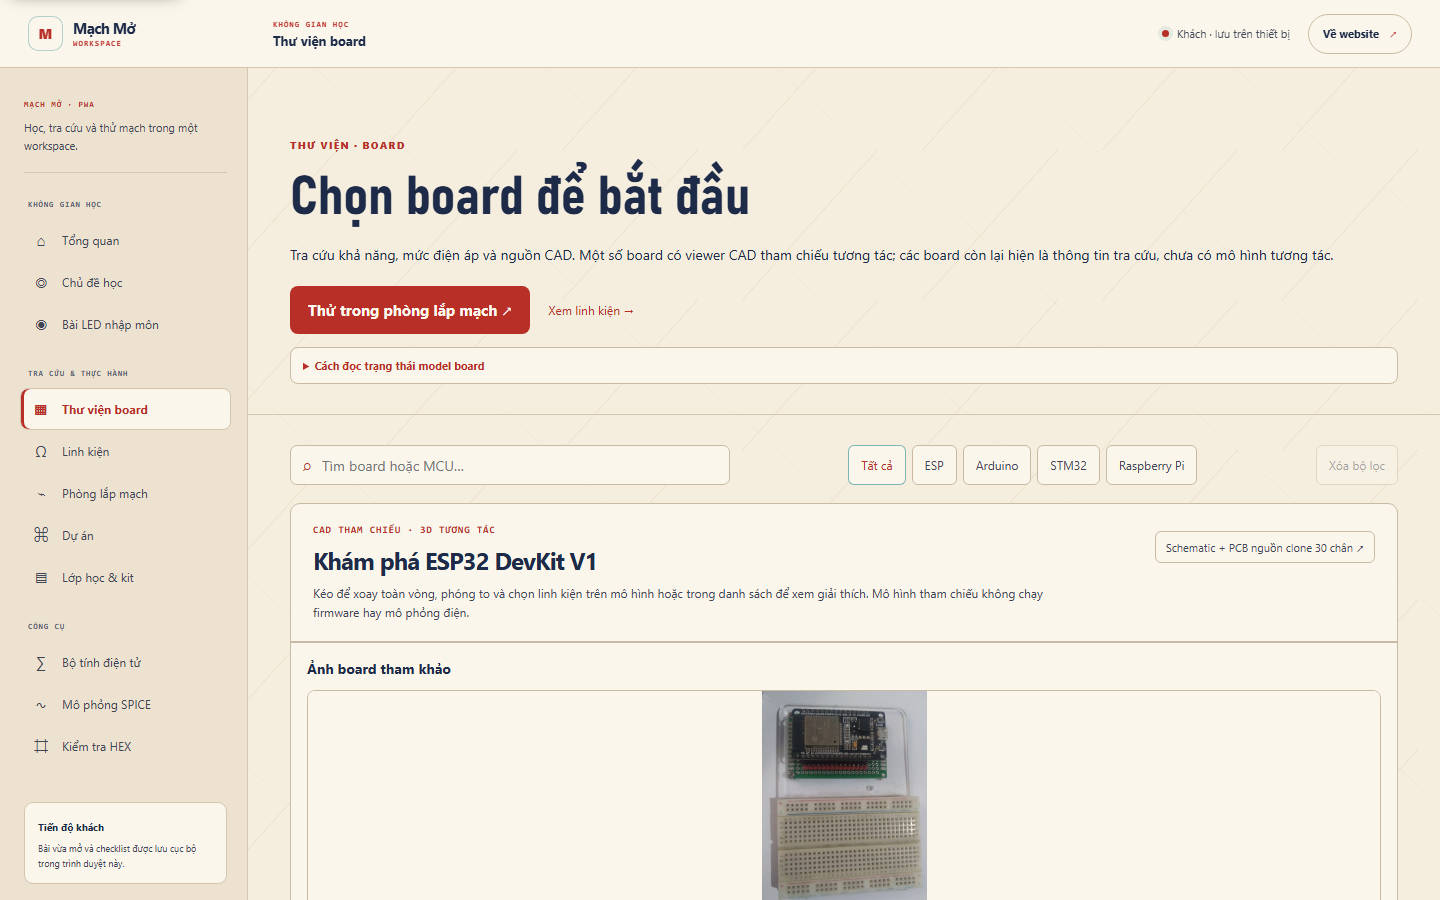 M
Mạch Mở
WORKSPACE
KHÔNG GIAN HỌC
Thư viện board
Khách · lưu trên thiết bị
Về website ↗
MẠCH MỞ · PWA
Học, tra cứu và thử mạch trong một
workspace.
KHÔNG GIAN HỌC
Tổng quan
Chủ đề học
Bài LED nhập môn
TRA CỨU & THỰC HÀNH
Thư viện board
Ω Linh kiện
Phòng lắp mạch
⌘ Dự án
Lớp học & kit
CÔNG CỤ
∑ Bộ tính điện tử
∿ Mô phỏng SPICE
Kiểm tra HEX
Tiến độ khách
Bài vừa mở và checklist được lưu cục bộ
trong trình duyệt này.
THƯ VIỆN · BOARD
Chọn board để bắt đầu
Tra cứu khả năng, mức điện áp và nguồn CAD. Một số board có viewer CAD tham chiếu tương tác; các board còn lại hiện là thông tin tra cứu, chưa có mô hình tương tác.
Thử trong phòng lắp mạch ↗
Xem linh kiện →
▶ Cách đọc trạng thái model board
Tìm board hoặc MCU...
Tất cả
ESP
Arduino
STM32
Raspberry Pi
Xóa bộ lọc
CAD THAM CHIẾU · 3D TƯƠNG TÁC
Khám phá ESP32 DevKit V1
Kéo để xoay toàn vòng, phóng to và chọn linh kiện trên mô hình hoặc trong danh sách để xem giải thích. Mô hình tham chiếu không chạy
firmware hay mô phỏng điện.
Schematic + PCB nguồn clone 30 chân ↗
Ảnh board tham khảo